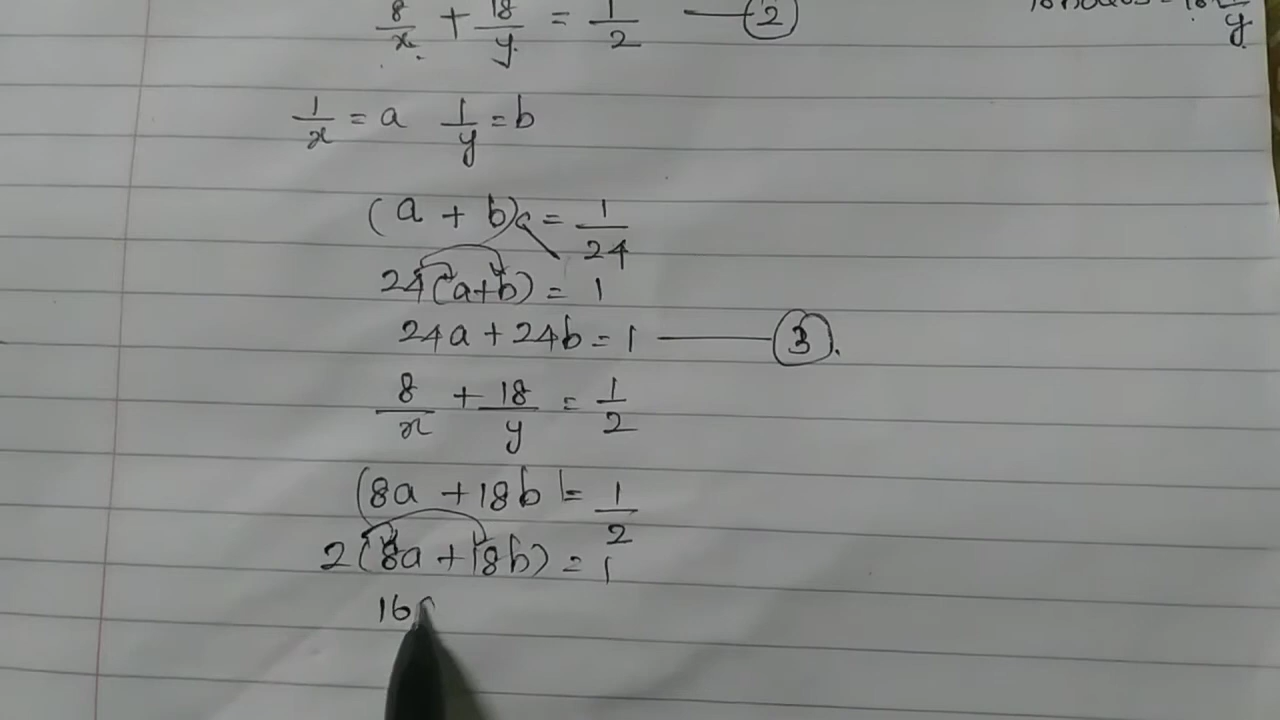 8/x + 18/y = 1/2 —— (2)
1/x = a 1/y = b
(a + b) = 1/24
24(a+b) = 1
24a + 24b = 1 —— (3).
8/x + 18/y = 1/2
(8a + 18b) = 1/2
2(8a + 18b) = 1
16